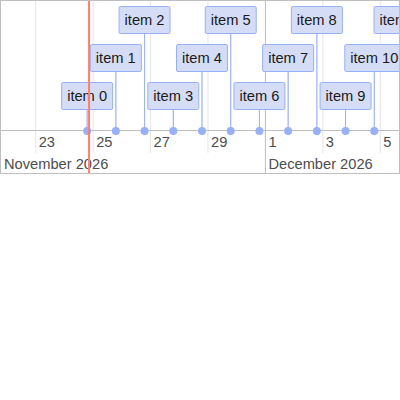 item 2 item 5 item 8 iten
item 1 item 4 item 7 item 10
item 0 item 3 item 6 item 9
23 25 27 29 1 3 5
November 2026 December 2026